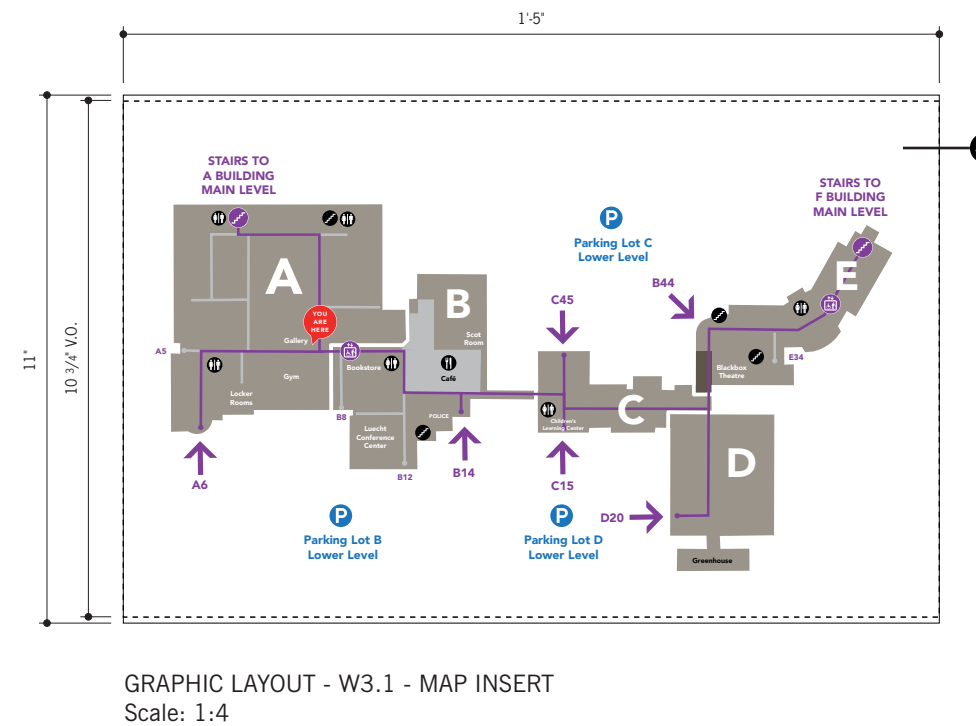 1'-5"
11"
10 3/4" V.O.
STAIRS TO
A BUILDING
MAIN LEVEL
STAIRS TO
F BUILDING
MAIN LEVEL
P
Parking Lot C
Lower Level
A
B
E
B44
C45
YOU
ARE
HERE
Gallery
Scot
Room
A5
Bookstore
Café
E34
Blackbox
Theatre
Gym
Locker
Rooms
B8
POLICE
C
Children's
Learning Center
Luecht
Conference
Center
D
A6
B12
B14
C15
P
Parking Lot B
Lower Level
P
Parking Lot D
Lower Level
D20
Greenhouse
GRAPHIC LAYOUT - W3.1 - MAP INSERT
Scale: 1:4